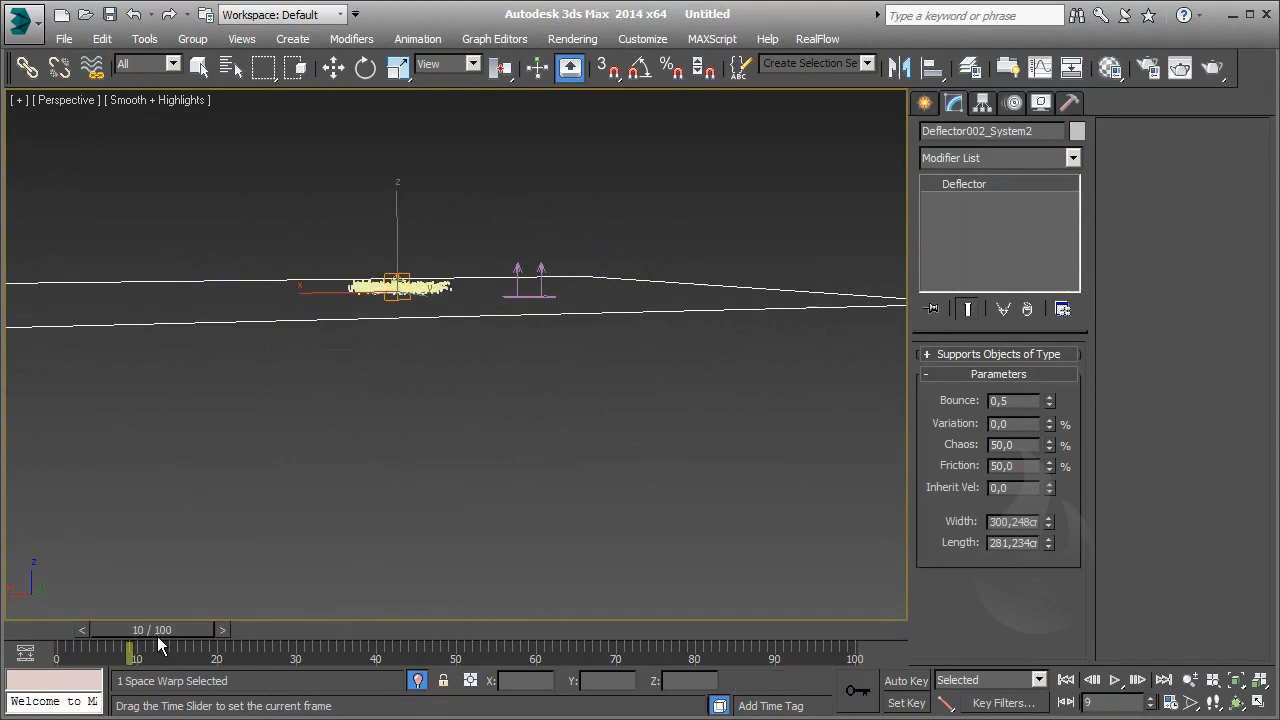 Workspace: Default
Autodesk 3ds Max 2014 x64 Untitled
Type a keyword or phrase
File Edit Tools Group Views Create Modifiers Animation Graph Editors Rendering Customize MAXScript Help RealFlow
All
View
3
%
ABC
Create Selection Se
[ + ] [ Perspective ] [ Smooth + Highlights ]
Deflector002_System2
Modifier List
Deflector
z
x
+ Supports Objects of Type
- Parameters
Bounce: 0,5
Variation: 0,0 %
Chaos: 50,0 %
Friction: 50,0 %
Inherit Vel: 0,0
Width: 300,248cm
Length: 281,234cm
z
< 10 / 100 >
0 10 20 30 40 50 60 70 80 90 100
1 Space Warp Selected
X: Y: Z:
Auto Key
Selected
Welcome to M
Drag the Time Slider to set the current frame
Add Time Tag
Set Key
Key Filters...
9